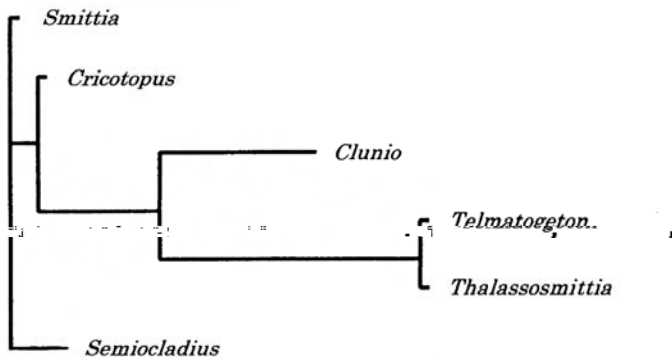 Smittia
Cricotopus
Clunio
Telmatogeton
Thalassosmittia
Semiocladius